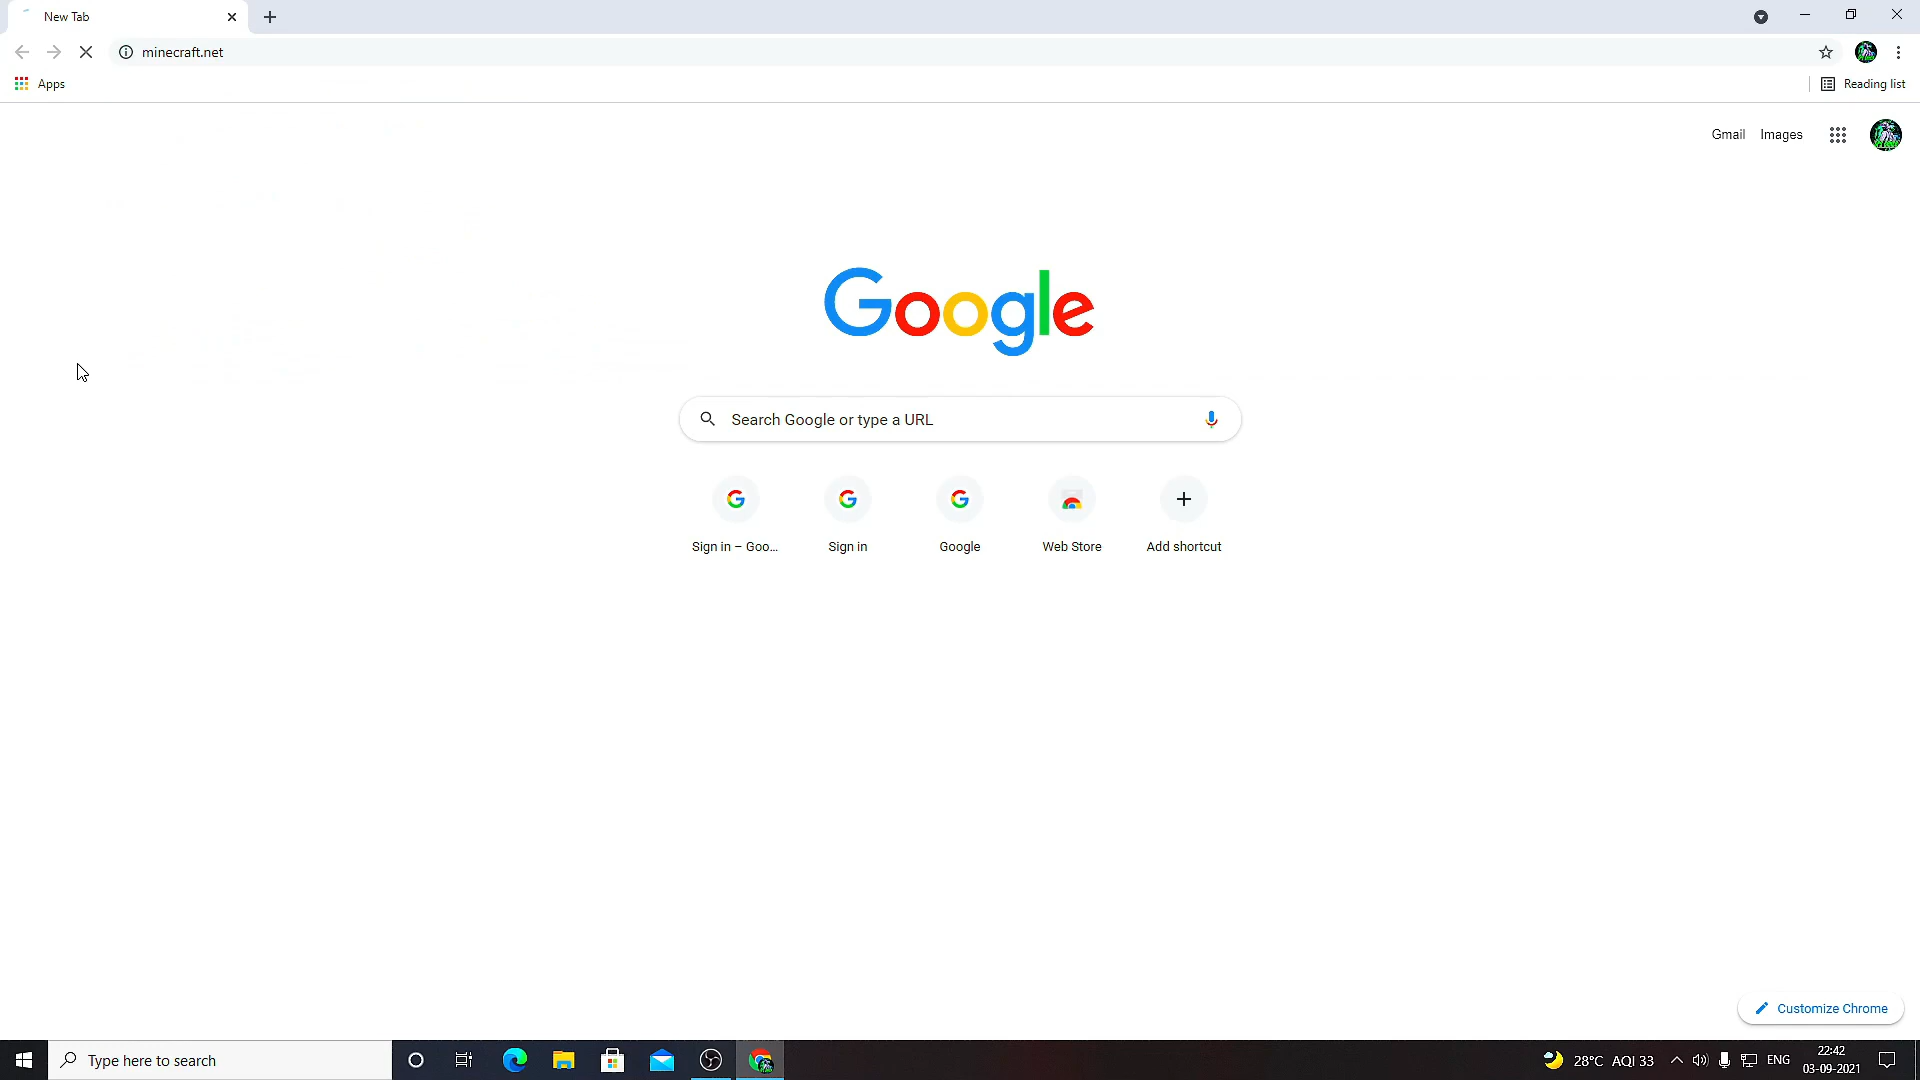 New Tab
minecraft.net
Apps
Reading list
Gmail Images
Google
Search Google or type a URL
Sign in – Goo... Sign in Google Web Store Add shortcut
Customize Chrome
Type here to search
28°C AQI 33 ENG
22:42
03-09-2021